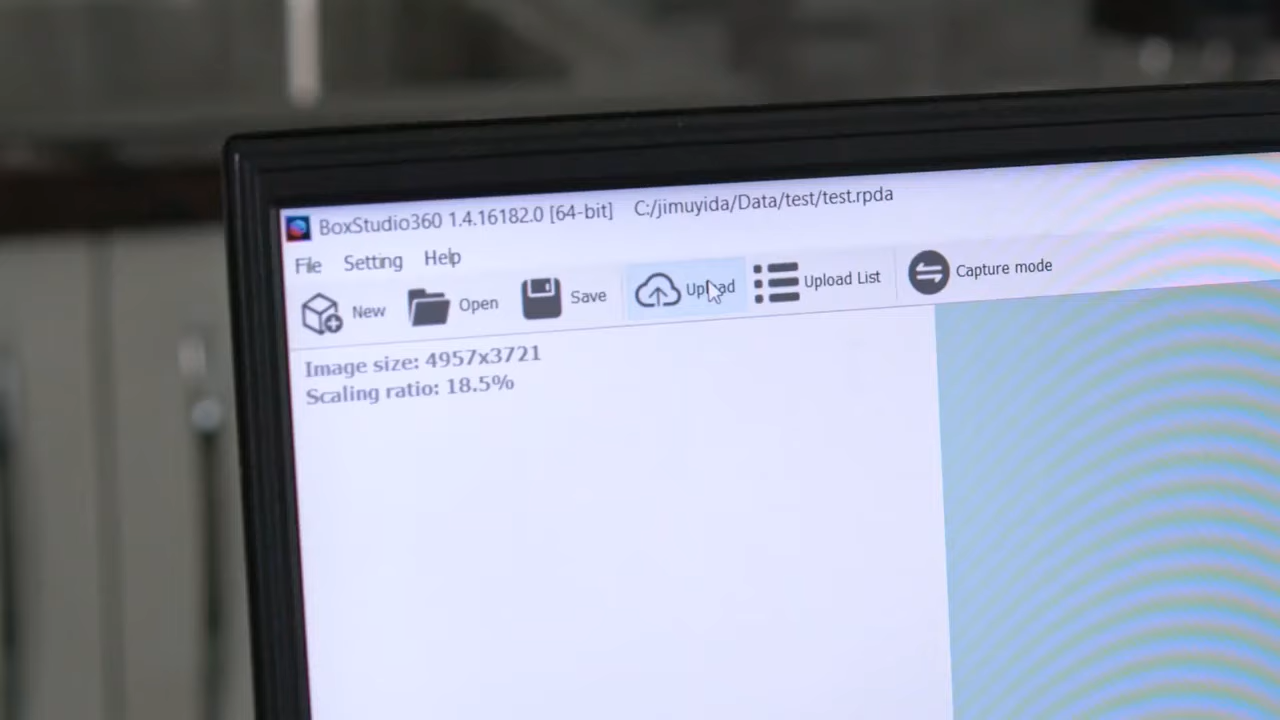 BoxStudio360 1.4.16182.0 [64-bit] C:/jimuyida/Data/test/test.rpda
File Setting Help
New Open Save Upload Upload List Capture mode
Image size: 4957x3721
Scaling ratio: 18.5%